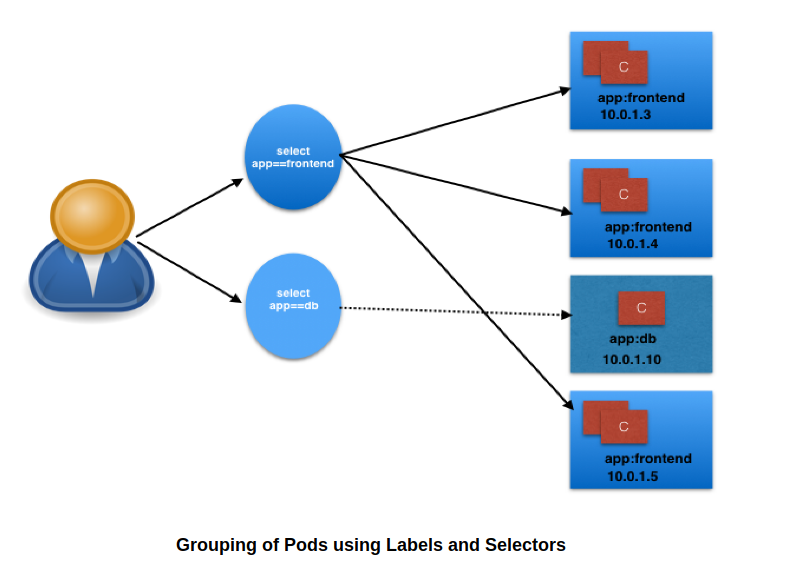 C
app:frontend
10.0.1.3
select
app==frontend
C
app:frontend
10.0.1.4
select
app==db
C
app:db
10.0.1.10
C
app:frontend
10.0.1.5
Grouping of Pods using Labels and Selectors